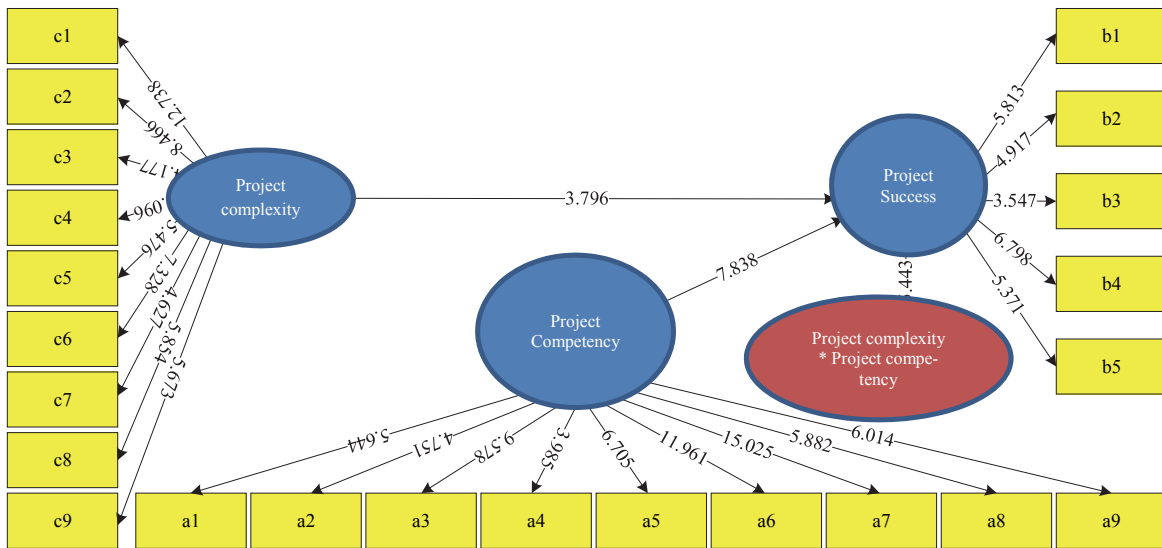 c1
c2
c3
c4
c5
c6
c7
c8
c9
12.738
8.466
5.476
7.328
4.627
5.854
5.673
Project
complexity
3.796
Project
Success
5.813
4.917
3.547
6.798
5.371
b1
b2
b3
b4
b5
7.838
Project
Competency
Project complexity
* Project compe-
tency
5.644
4.751
9.578
3.985
6.705
11.961
15.025
5.882
6.014
a1
a2
a3
a4
a5
a6
a7
a8
a9